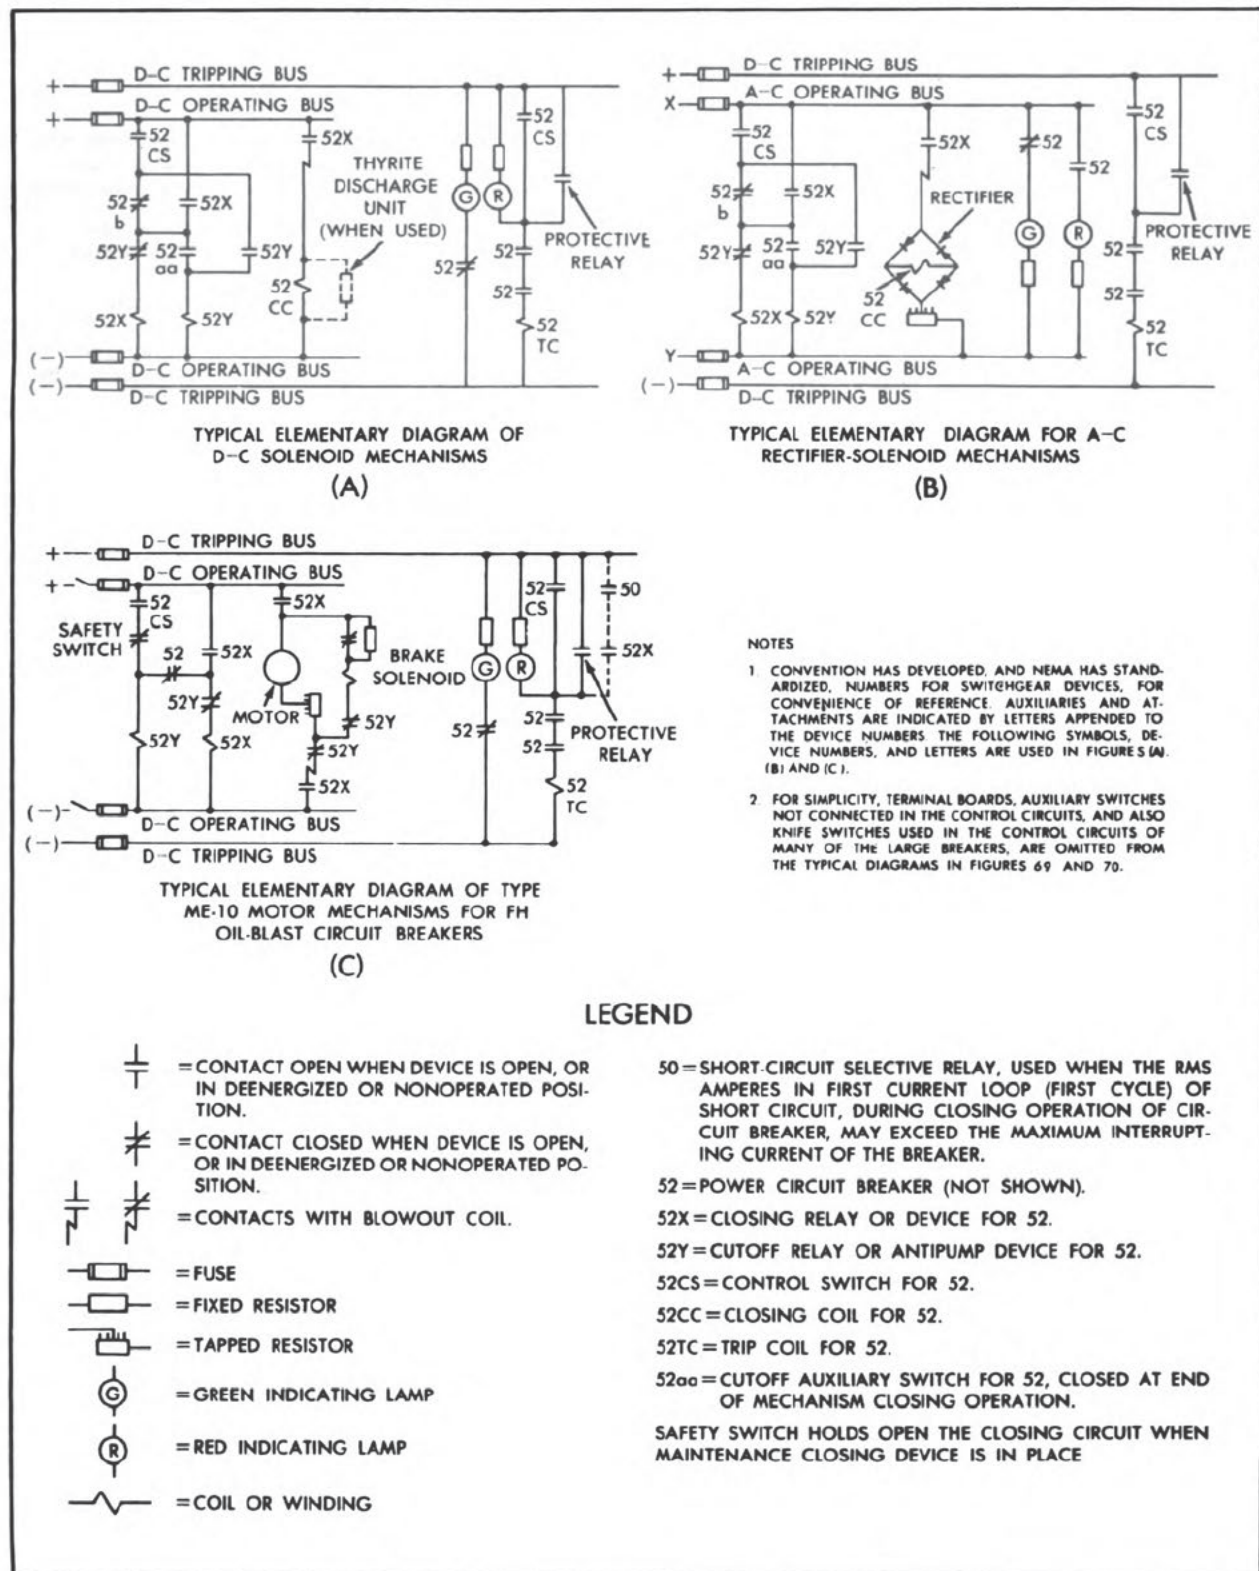 D-C TRIPPING BUS
+
D-C OPERATING BUS
+
52
CS
52X
THYRITE
DISCHARGE
UNIT
(WHEN USED)
52
b
52X
G
R
52
CS
PROTECTIVE
RELAY
52Y
52
aa
52Y
52
CC
52
52
52
52X
52Y
52
TC
(-)
D-C OPERATING BUS
(-)
D-C TRIPPING BUS
TYPICAL ELEMENTARY DIAGRAM OF
D-C SOLENOID MECHANISMS
(A)
D-C TRIPPING BUS
+
A-C OPERATING BUS
X
52
CS
52X
52
52
52
CS
RECTIFIER
52
b
52X
G
R
PROTECTIVE
RELAY
52Y
52
aa
52Y
52
CC
52
52
52X
52Y
52
TC
Y
A-C OPERATING BUS
(-)
D-C TRIPPING BUS
TYPICAL ELEMENTARY DIAGRAM FOR A-C
RECTIFIER-SOLENOID MECHANISMS
(B)
D-C TRIPPING BUS
+
D-C OPERATING BUS
+
52
CS
52X
52
CS
50
SAFETY
SWITCH
52
52X
BRAKE
SOLENOID
G
R
52X
52Y
MOTOR
52Y
52
52
PROTECTIVE
RELAY
52Y
52X
52Y
52
52X
52
TC
(-)
D-C OPERATING BUS
(-)
D-C TRIPPING BUS
TYPICAL ELEMENTARY DIAGRAM OF TYPE
ME-10 MOTOR MECHANISMS FOR FH
OIL-BLAST CIRCUIT BREAKERS
(C)
NOTES
1. CONVENTION HAS DEVELOPED, AND NEMA HAS STAND-
ARDIZED, NUMBERS FOR SWITCHGEAR DEVICES, FOR
CONVENIENCE OF REFERENCE. AUXILIARIES AND AT-
TACHMENTS ARE INDICATED BY LETTERS APPENDED TO
THE DEVICE NUMBERS. THE FOLLOWING SYMBOLS, DE-
VICE NUMBERS, AND LETTERS ARE USED IN FIGURES (A).
(B) AND (C).
2. FOR SIMPLICITY, TERMINAL BOARDS, AUXILIARY SWITCHES
NOT CONNECTED IN THE CONTROL CIRCUITS, AND ALSO
KNIFE SWITCHES USED IN THE CONTROL CIRCUITS OF
MANY OF THE LARGE BREAKERS, ARE OMITTED FROM
THE TYPICAL DIAGRAMS IN FIGURES 69 AND 70.
LEGEND
=CONTACT OPEN WHEN DEVICE IS OPEN, OR
IN DEENERGIZED OR NONOPERATED POSI-
TION.
=CONTACT CLOSED WHEN DEVICE IS OPEN,
OR IN DEENERGIZED OR NONOPERATED PO-
SITION.
=CONTACTS WITH BLOWOUT COIL.
=FUSE
=FIXED RESISTOR
=TAPPED RESISTOR
G =GREEN INDICATING LAMP
R =RED INDICATING LAMP
=COIL OR WINDING
50=SHORT-CIRCUIT SELECTIVE RELAY, USED WHEN THE RMS
AMPERES IN FIRST CURRENT LOOP (FIRST CYCLE) OF
SHORT CIRCUIT, DURING CLOSING OPERATION OF CIR-
CUIT BREAKER, MAY EXCEED THE MAXIMUM INTERRUPT-
ING CURRENT OF THE BREAKER.
52=POWER CIRCUIT BREAKER (NOT SHOWN).
52X=CLOSING RELAY OR DEVICE FOR 52.
52Y=CUTOFF RELAY OR ANTIPUMP DEVICE FOR 52.
52CS=CONTROL SWITCH FOR 52.
52CC=CLOSING COIL FOR 52.
52TC=TRIP COIL FOR 52.
52aa=CUTOFF AUXILIARY SWITCH FOR 52, CLOSED AT END
OF MECHANISM CLOSING OPERATION.
SAFETY SWITCH HOLDS OPEN THE CLOSING CIRCUIT WHEN
MAINTENANCE CLOSING DEVICE IS IN PLACE